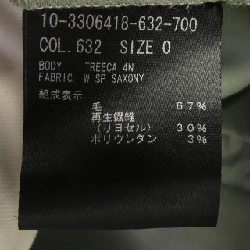 10-3306418-632-700
COL.632 SIZE 0
BODY TREECA 4N
FABRIC W SF SAXONY
組成表示
毛 67%
再生繊維
(リヨセル) 30%
ポリウレタン 3%